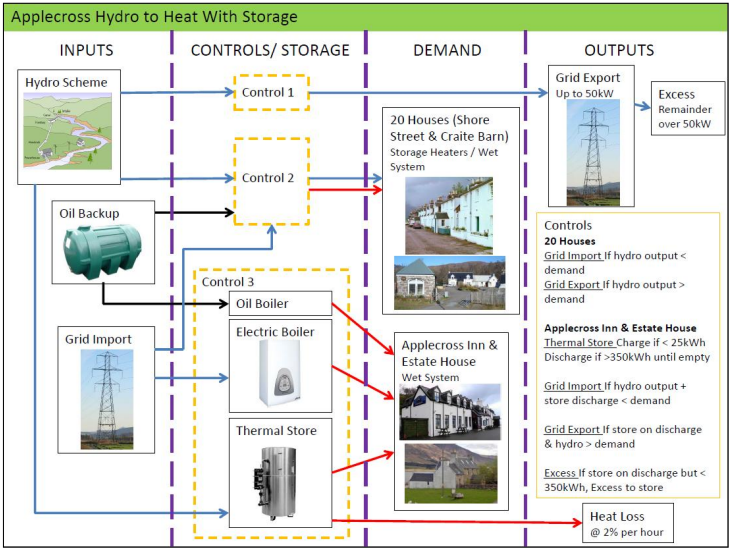 Applecross Hydro to Heat With Storage
INPUTS
CONTROLS/ STORAGE
DEMAND
OUTPUTS
Hydro Scheme
Control 1
Grid Export
Up to 50kW
Excess
Remainder
over 50kW
20 Houses (Shore
Street & Craite Barn)
Storage Heaters / Wet
System
Control 2
Oil Backup
Control 3
Oil Boiler
Grid Import
Electric Boiler
Thermal Store
Applecross Inn &
Estate House
Wet System
Controls
20 Houses
Grid Import If hydro output <
demand
Grid Export If hydro output >
demand
Applecross Inn & Estate House
Thermal Store Charge if < 25kWh
Discharge if >350kWh until empty
Grid Import If hydro output +
store discharge < demand
Grid Export If store on discharge
& hydro > demand
Excess If store on discharge but <
350kWh, Excess to store
Heat Loss
@ 2% per hour